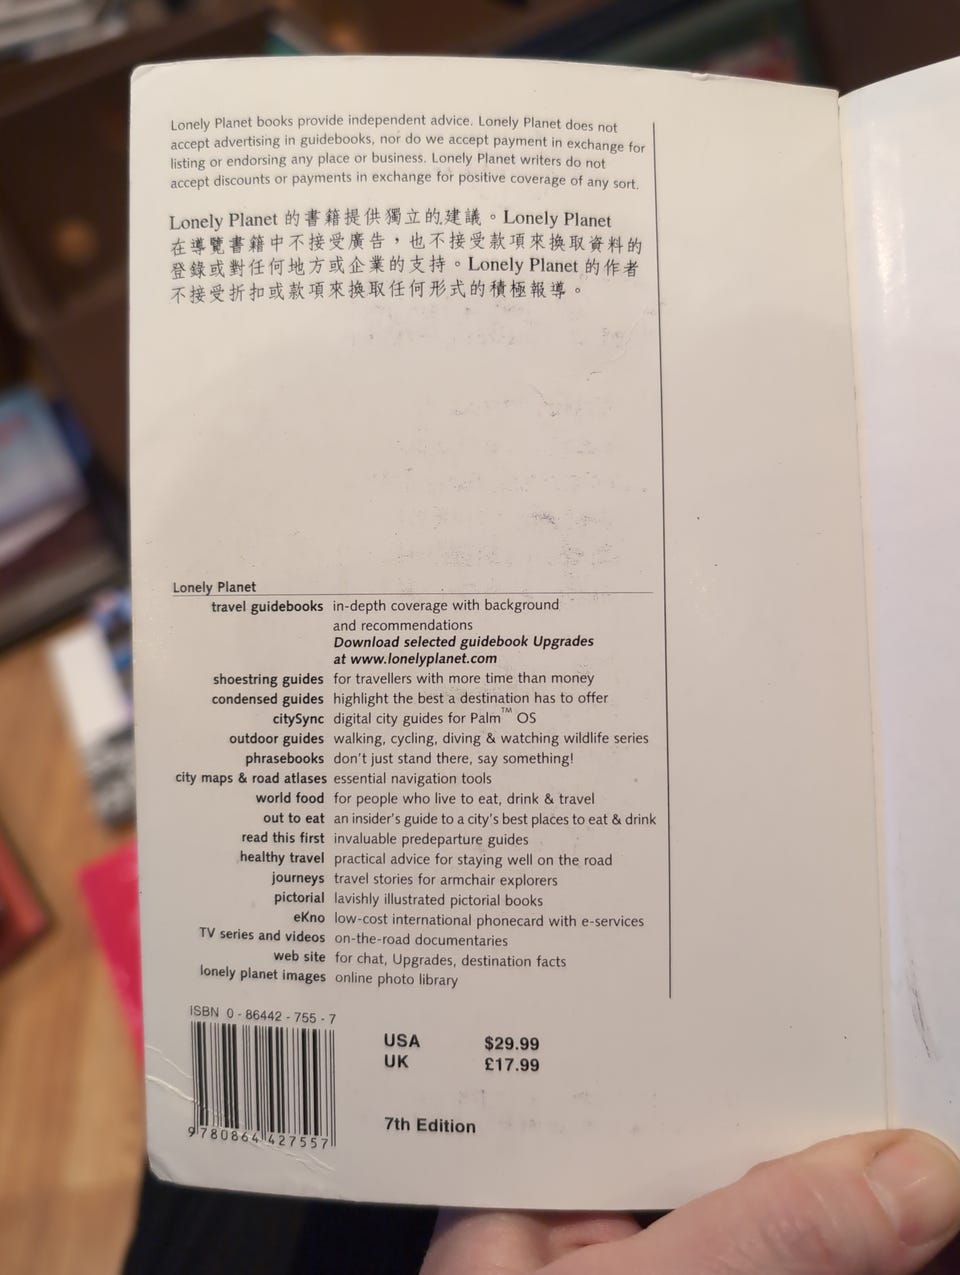 Lonely Planet books provide independent advice. Lonely Planet does not
accept advertising in guidebooks, nor do we accept payment in exchange for
listing or endorsing any place or business. Lonely Planet writers do not
accept discounts or payments in exchange for positive coverage of any sort.
Lonely Planet 的書籍提供獨立的建議。Lonely Planet
在導覽書籍中不接受廣告，也不接受款項來換取資料的
登錄或對任何地方或企業的支持。Lonely Planet 的作者
不接受折扣或款項來換取任何形式的積極報導。
Lonely Planet
travel guidebooks in-depth coverage with background
and recommendations
Download selected guidebook Upgrades
at www.lonelyplanet.com
shoestring guides for travellers with more time than money
condensed guides highlight the best a destination has to offer
citySync digital city guides for Palm™ OS
outdoor guides walking, cycling, diving & watching wildlife series
phrasebooks don't just stand there, say something!
city maps & road atlases essential navigation tools
world food for people who live to eat, drink & travel
out to eat an insider's guide to a city's best places to eat & drink
read this first invaluable predeparture guides
healthy travel practical advice for staying well on the road
journeys travel stories for armchair explorers
pictorial lavishly illustrated pictorial books
eKno low-cost international phonecard with e-services
TV series and videos on-the-road documentaries
web site for chat, Upgrades, destination facts
lonely planet images online photo library
ISBN 0 - 86442 - 755 - 7
USA $29.99
UK £17.99
7th Edition
9 780864 427557